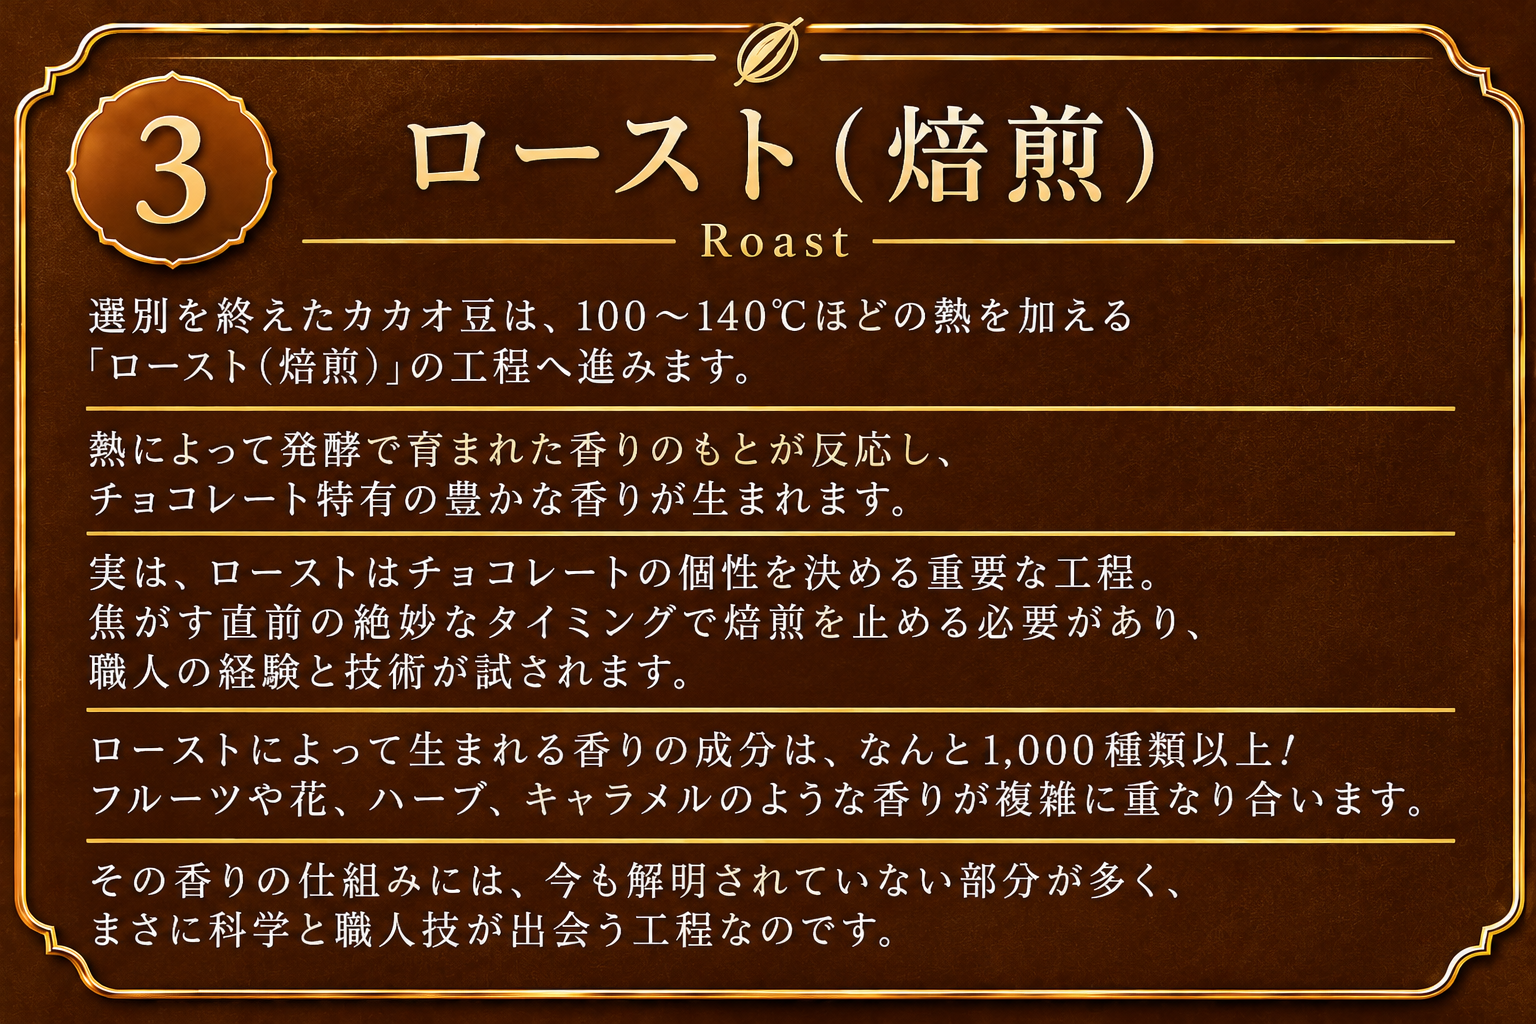 3
ロースト(焙煎)
Roast
選別を終えたカカオ豆は、100～140℃ほどの熱を加える
「ロースト(焙煎)」の工程へ進みます。
熱によって発酵で育まれた香りのもとが反応し、
チョコレート特有の豊かな香りが生まれます。
実は、ローストはチョコレートの個性を決める重要な工程。
焦がす直前の絶妙なタイミングで焙煎を止める必要があり、
職人の経験と技術が試されます。
ローストによって生まれる香りの成分は、なんと1,000種類以上!
フルーツや花、ハーブ、キャラメルのような香りが複雑に重なり合います。
その香りの仕組みには、今も解明されていない部分が多く、
まさに科学と職人技が出会う工程なのです。